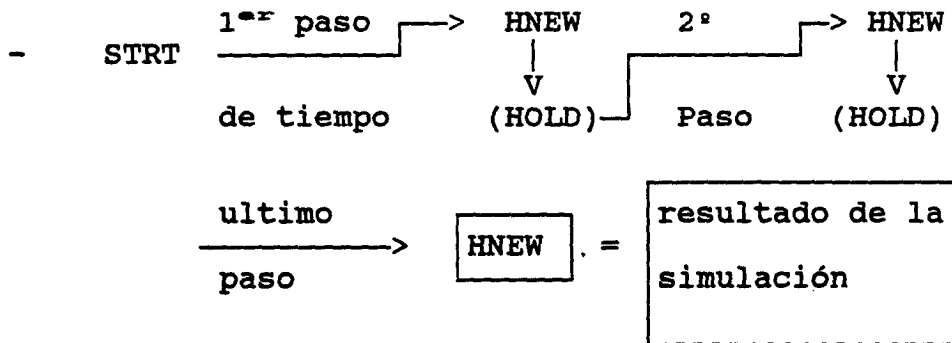 1er paso HNEW 2º HNEW
- STRT
de tiempo (HOLD) Paso (HOLD)
ultimo
HNEW . =
paso
resultado de la
simulación